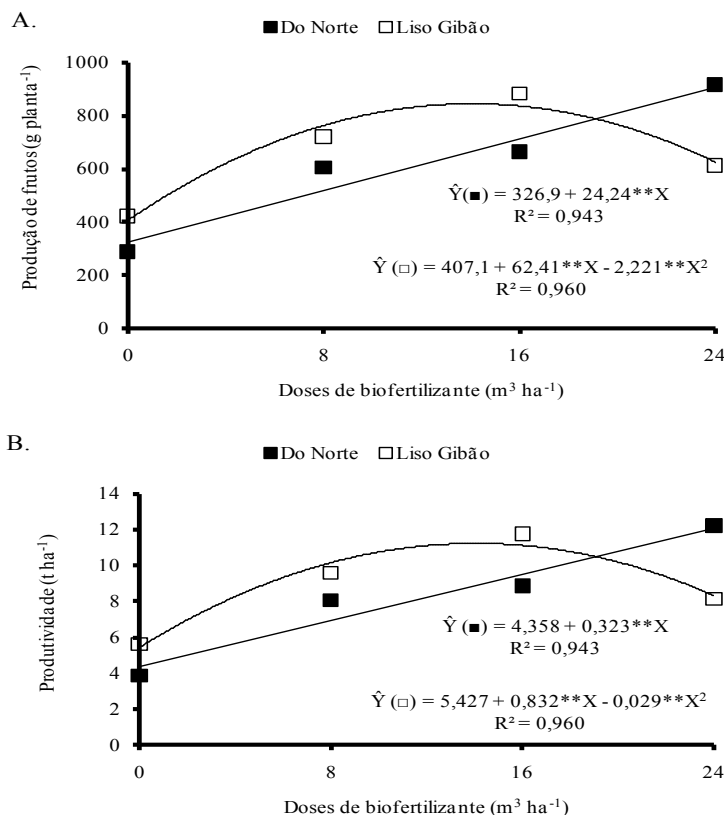 A.
■Do Norte □Liso Gibão
Produção de frutos (g planta⁻¹)
1000
800
600
400
200
0
Ŷ(■) = 326,9 + 24,24**X
R² = 0,943
Ŷ (□) = 407,1 + 62,41**X - 2,221**X²
R² = 0,960
0 8 16 24
Doses de biofertilizante (m³ ha⁻¹)
B.
■Do Norte □Liso Gibão
Produtividade (t ha⁻¹)
14
12
10
8
6
4
2
0
Ŷ (■) = 4,358 + 0,323**X
R² = 0,943
Ŷ (□) = 5,427 + 0,832**X - 0,029**X²
R² = 0,960
0 8 16 24
Doses de biofertilizante (m³ ha⁻¹)